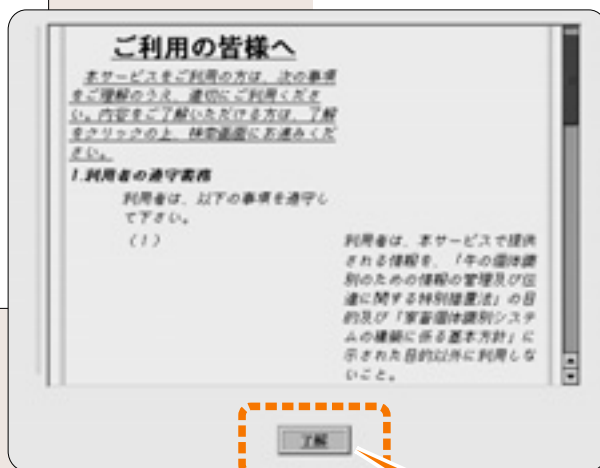 ご利用の皆様へ
本サービスをご利用の方は、次の事項
をご理解のうえ、適切にご利用くださ
い。内容をご了解いただける方は、了解
をクリックの上、検索画面にお進みくだ
さい。
1.利用者の遵守義務
利用者は、以下の事項を遵守し
て下さい。
(1)
利用者は、本サービスで提供
される情報を、「牛の個体識
別のための情報の管理及び伝
達に関する特別措置法」の目
的及び「家畜個体識別システ
ムの構築に係る基本方針」に
示された目的以外に利用しな
いこと。
了解